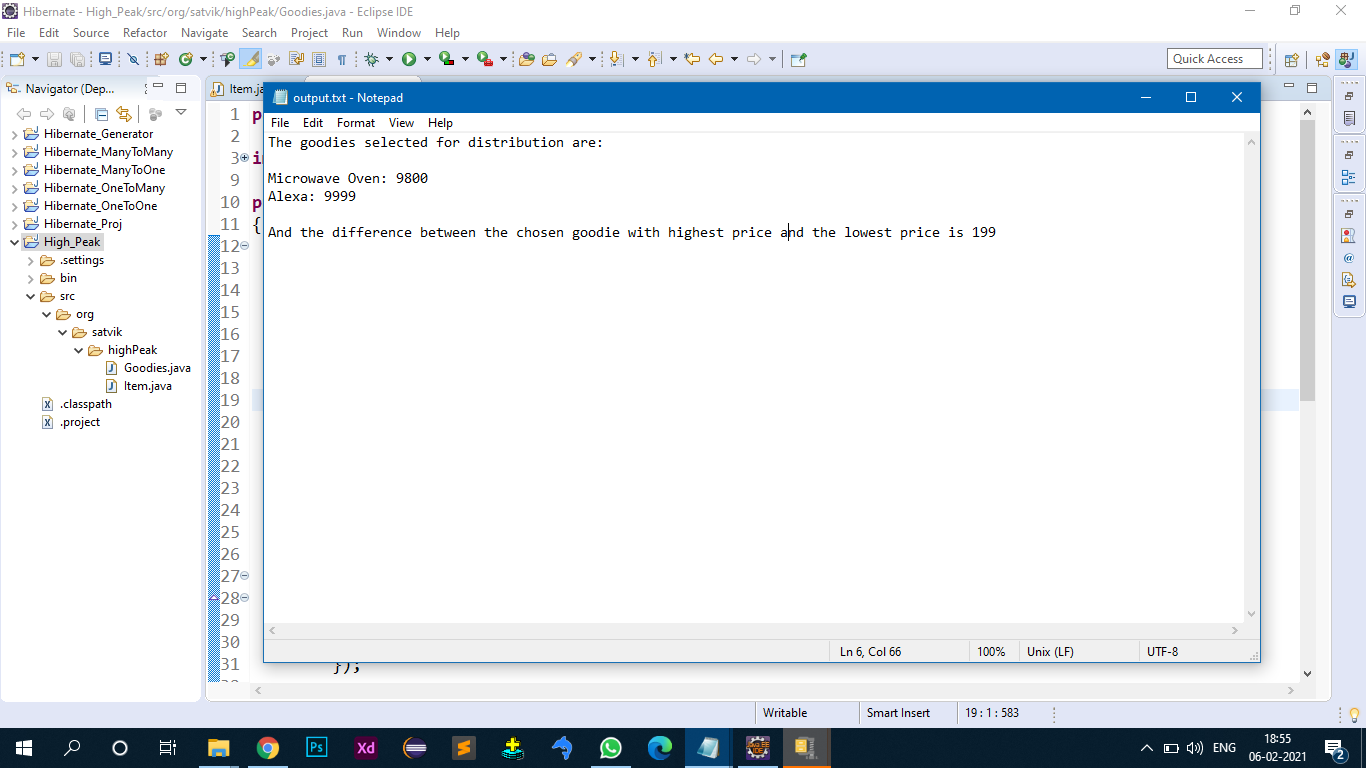 Hibernate - High_Peak/src/org/satvik/highPeak/Goodies.java - Eclipse IDE
File Edit Source Refactor Navigate Search Project Run Window Help
Quick Access
Navigator (Dep...
Item.ja
Hibernate_Generator
Hibernate_ManyToMany
Hibernate_ManyToOne
Hibernate_OneToMany
Hibernate_OneToOne
Hibernate_Proj
High_Peak
.settings
bin
src
org
satvik
highPeak
Goodies.java
Item.java
.classpath
.project
1
2
3
9
10
11 {
12
13
14
15
16
17
18
19
20
21
22
23
24
25
26
27
28
29
30
31 });
output.txt - Notepad
File Edit Format View Help
The goodies selected for distribution are:
Microwave Oven: 9800
Alexa: 9999
And the difference between the chosen goodie with highest price and the lowest price is 199
Ln 6, Col 66 100% Unix (LF) UTF-8
Writable Smart Insert 19 : 1 : 583
Ps Xd ENG 18:55
06-02-2021
2